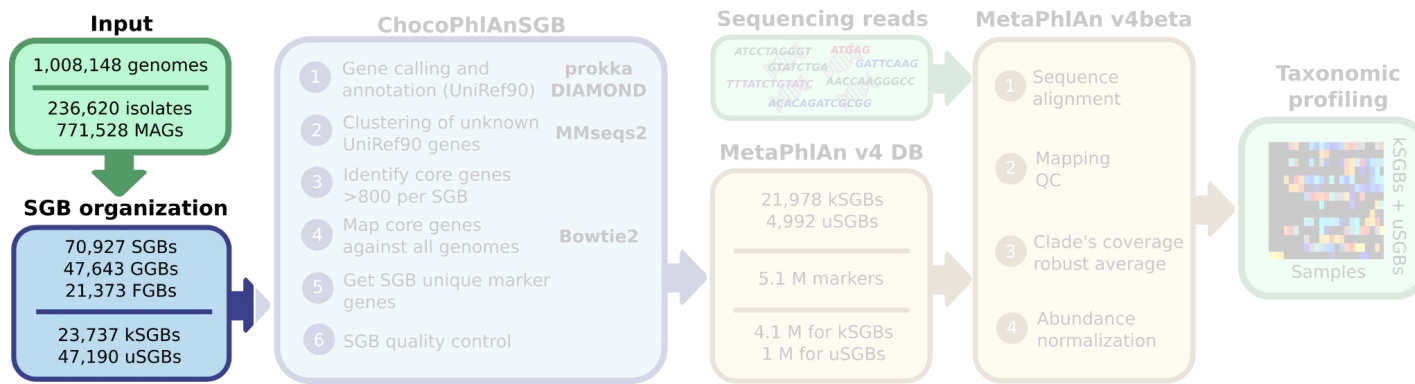 Input
1,008,148 genomes
236,620 isolates
771,528 MAGs
SGB organization
70,927 SGBs
47,643 GGBs
21,373 FGBs
23,737 kSGBs
47,190 uSGBs
ChocoPhlAnSGB
1 Gene calling and annotation (UniRef90) prokka DIAMOND
2 Clustering of unknown UniRef90 genes MMseqs2
3 Identify core genes >800 per SGB
4 Map core genes against all genomes Bowtie2
5 Get SGB unique marker genes
6 SGB quality control
Sequencing reads
ATCCTAGGGT ATGAG
GTATCTGA GATTCAAG
TTTATCTGTATC AACCAAGGGCC
ACACAGATCGCGG
MetaPhlAn v4 DB
21,978 kSGBs
4,992 uSGBs
5.1 M markers
4.1 M for kSGBs
1 M for uSGBs
MetaPhlAn v4beta
1 Sequence alignment
2 Mapping QC
3 Clade's coverage robust average
4 Abundance normalization
Taxonomic
profiling
kSGBs + uSGBs
Samples